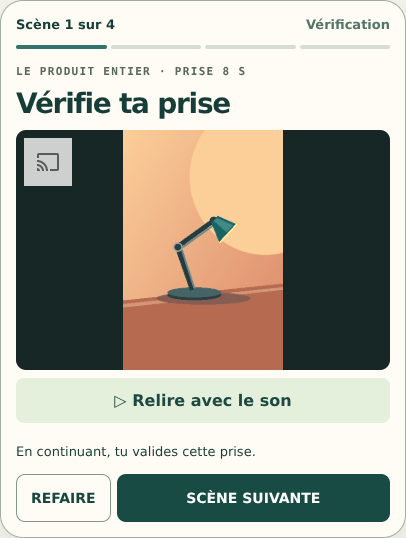 Scène 1 sur 4
Vérification
LE PRODUIT ENTIER · PRISE 8 S
Vérifie ta prise
▷ Relire avec le son
En continuant, tu valides cette prise.
REFAIRE
SCÈNE SUIVANTE